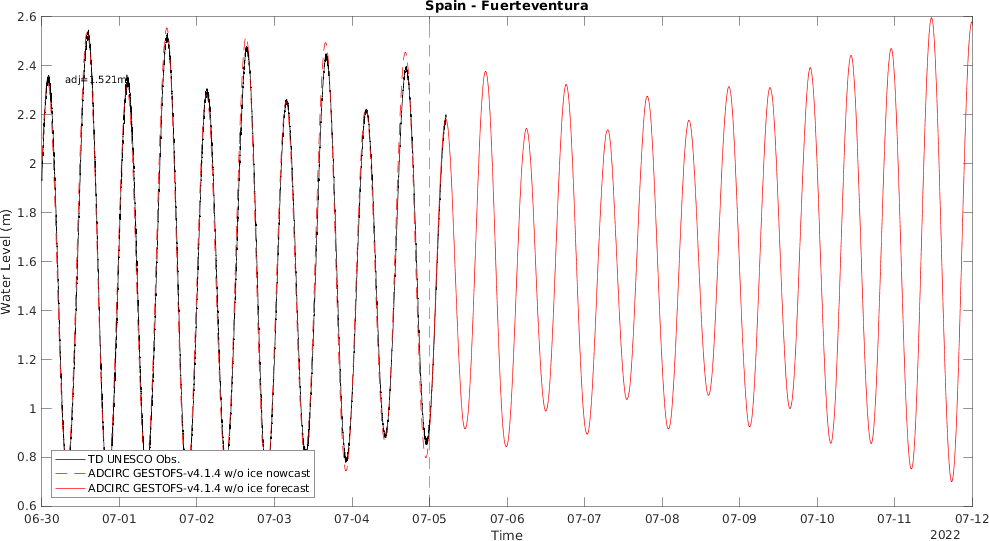 Spain - Fuerteventura
2.6
2.4
2.2
2
1.8
1.6
1.4
1.2
1
0.8
0.6
Water Level (m)
adj=1.521m
TD UNESCO Obs.
ADCIRC GESTOFS-v4.1.4 w/o ice nowcast
ADCIRC GESTOFS-v4.1.4 w/o ice forecast
06-30 07-01 07-02 07-03 07-04 07-05 07-06 07-07 07-08 07-09 07-10 07-11 07-12
Time
2022